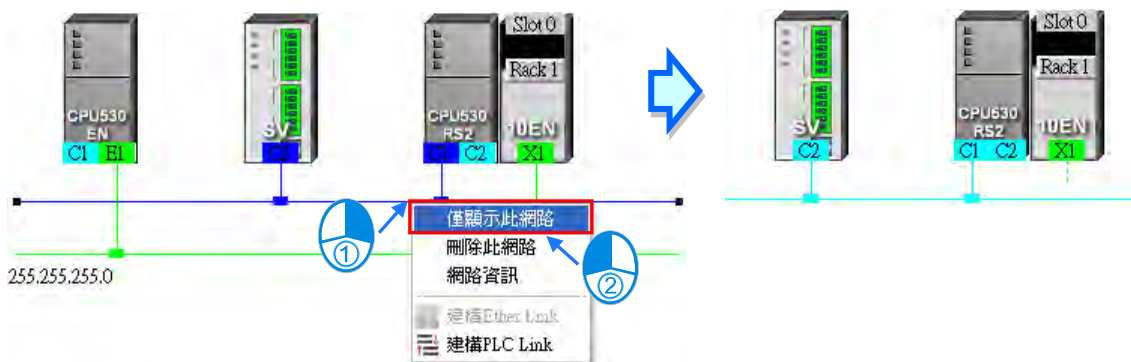 CPU530
EN
C1 E1
SV
C2
CPU530
RS2
C1 C2
Slot 0
Rack 1
10EN
X1
255.255.255.0
①
僅顯示此網路
刪除此網路
網路資訊
建構Ether Link
建構PLC Link
②
SV
C2
CPU530
RS2
C1 C2
Slot 0
Rack 1
10EN
X1